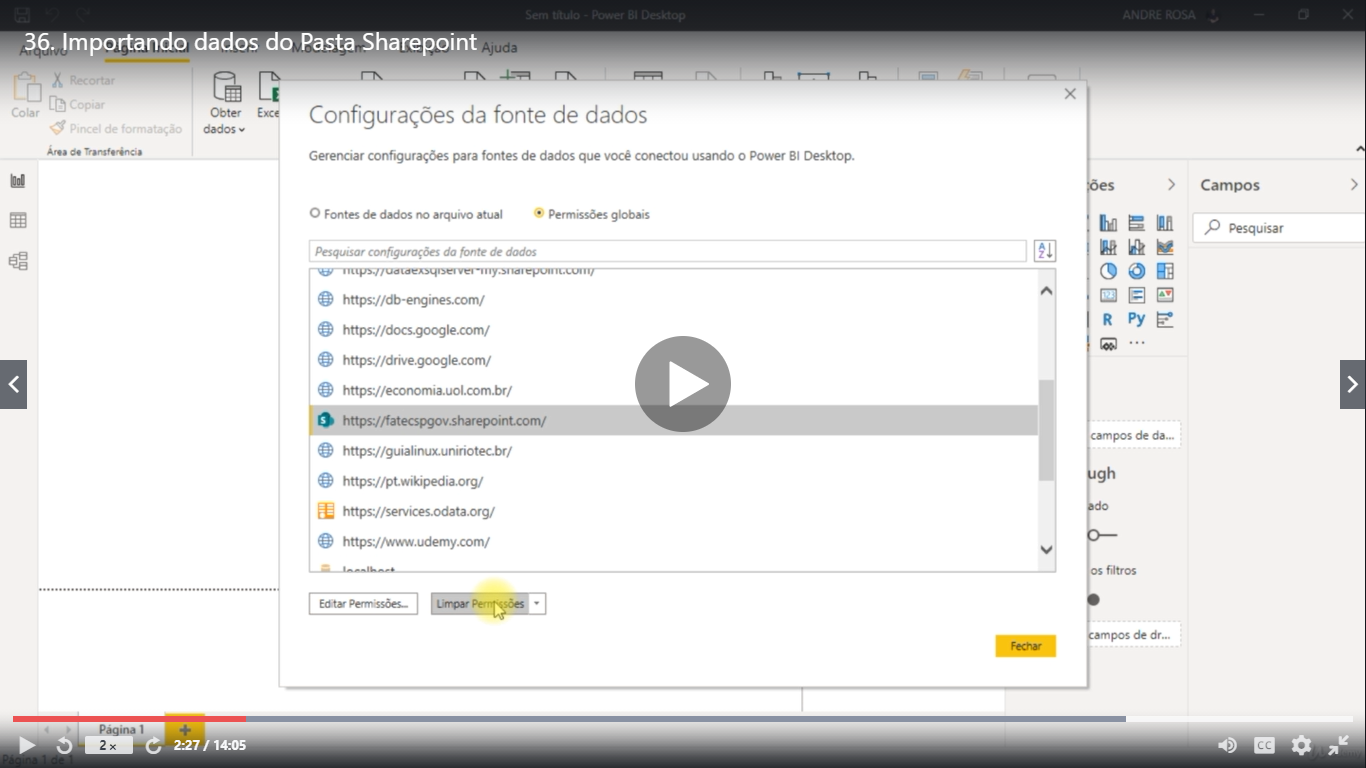 Sem título - Power BI Desktop
ANDRE ROSA
36. Importando dados do Pasta Sharepoint
Arquivo
Página Inicial
Modelagem
Ajuda
Colar
Recortar
Copiar
Pincel de formatação
Área de Transferência
Obter
dados
Exce
Configurações da fonte de dados
Gerenciar configurações para fontes de dados que você conectou usando o Power BI Desktop.
Fontes de dados no arquivo atual
Permissões globais
Pesquisar configurações da fonte de dados
A
Z
https://dataexsqlserver-my.sharepoint.com/
https://db-engines.com/
https://docs.google.com/
https://drive.google.com/
https://economia.uol.com.br/
https://fatecspgov.sharepoint.com/
https://guialinux.uniriotec.br/
https://pt.wikipedia.org/
https://services.odata.org/
https://www.udemy.com/
localhost
Editar Permissões...
Limpar Permissões
Fechar
ões
Campos
Pesquisar
123
R
Py
...
campos de da...
ugh
ado
os filtros
campos de dr...
Página 1
2 x
2:27 / 14:05
CC
Página 1 de 1